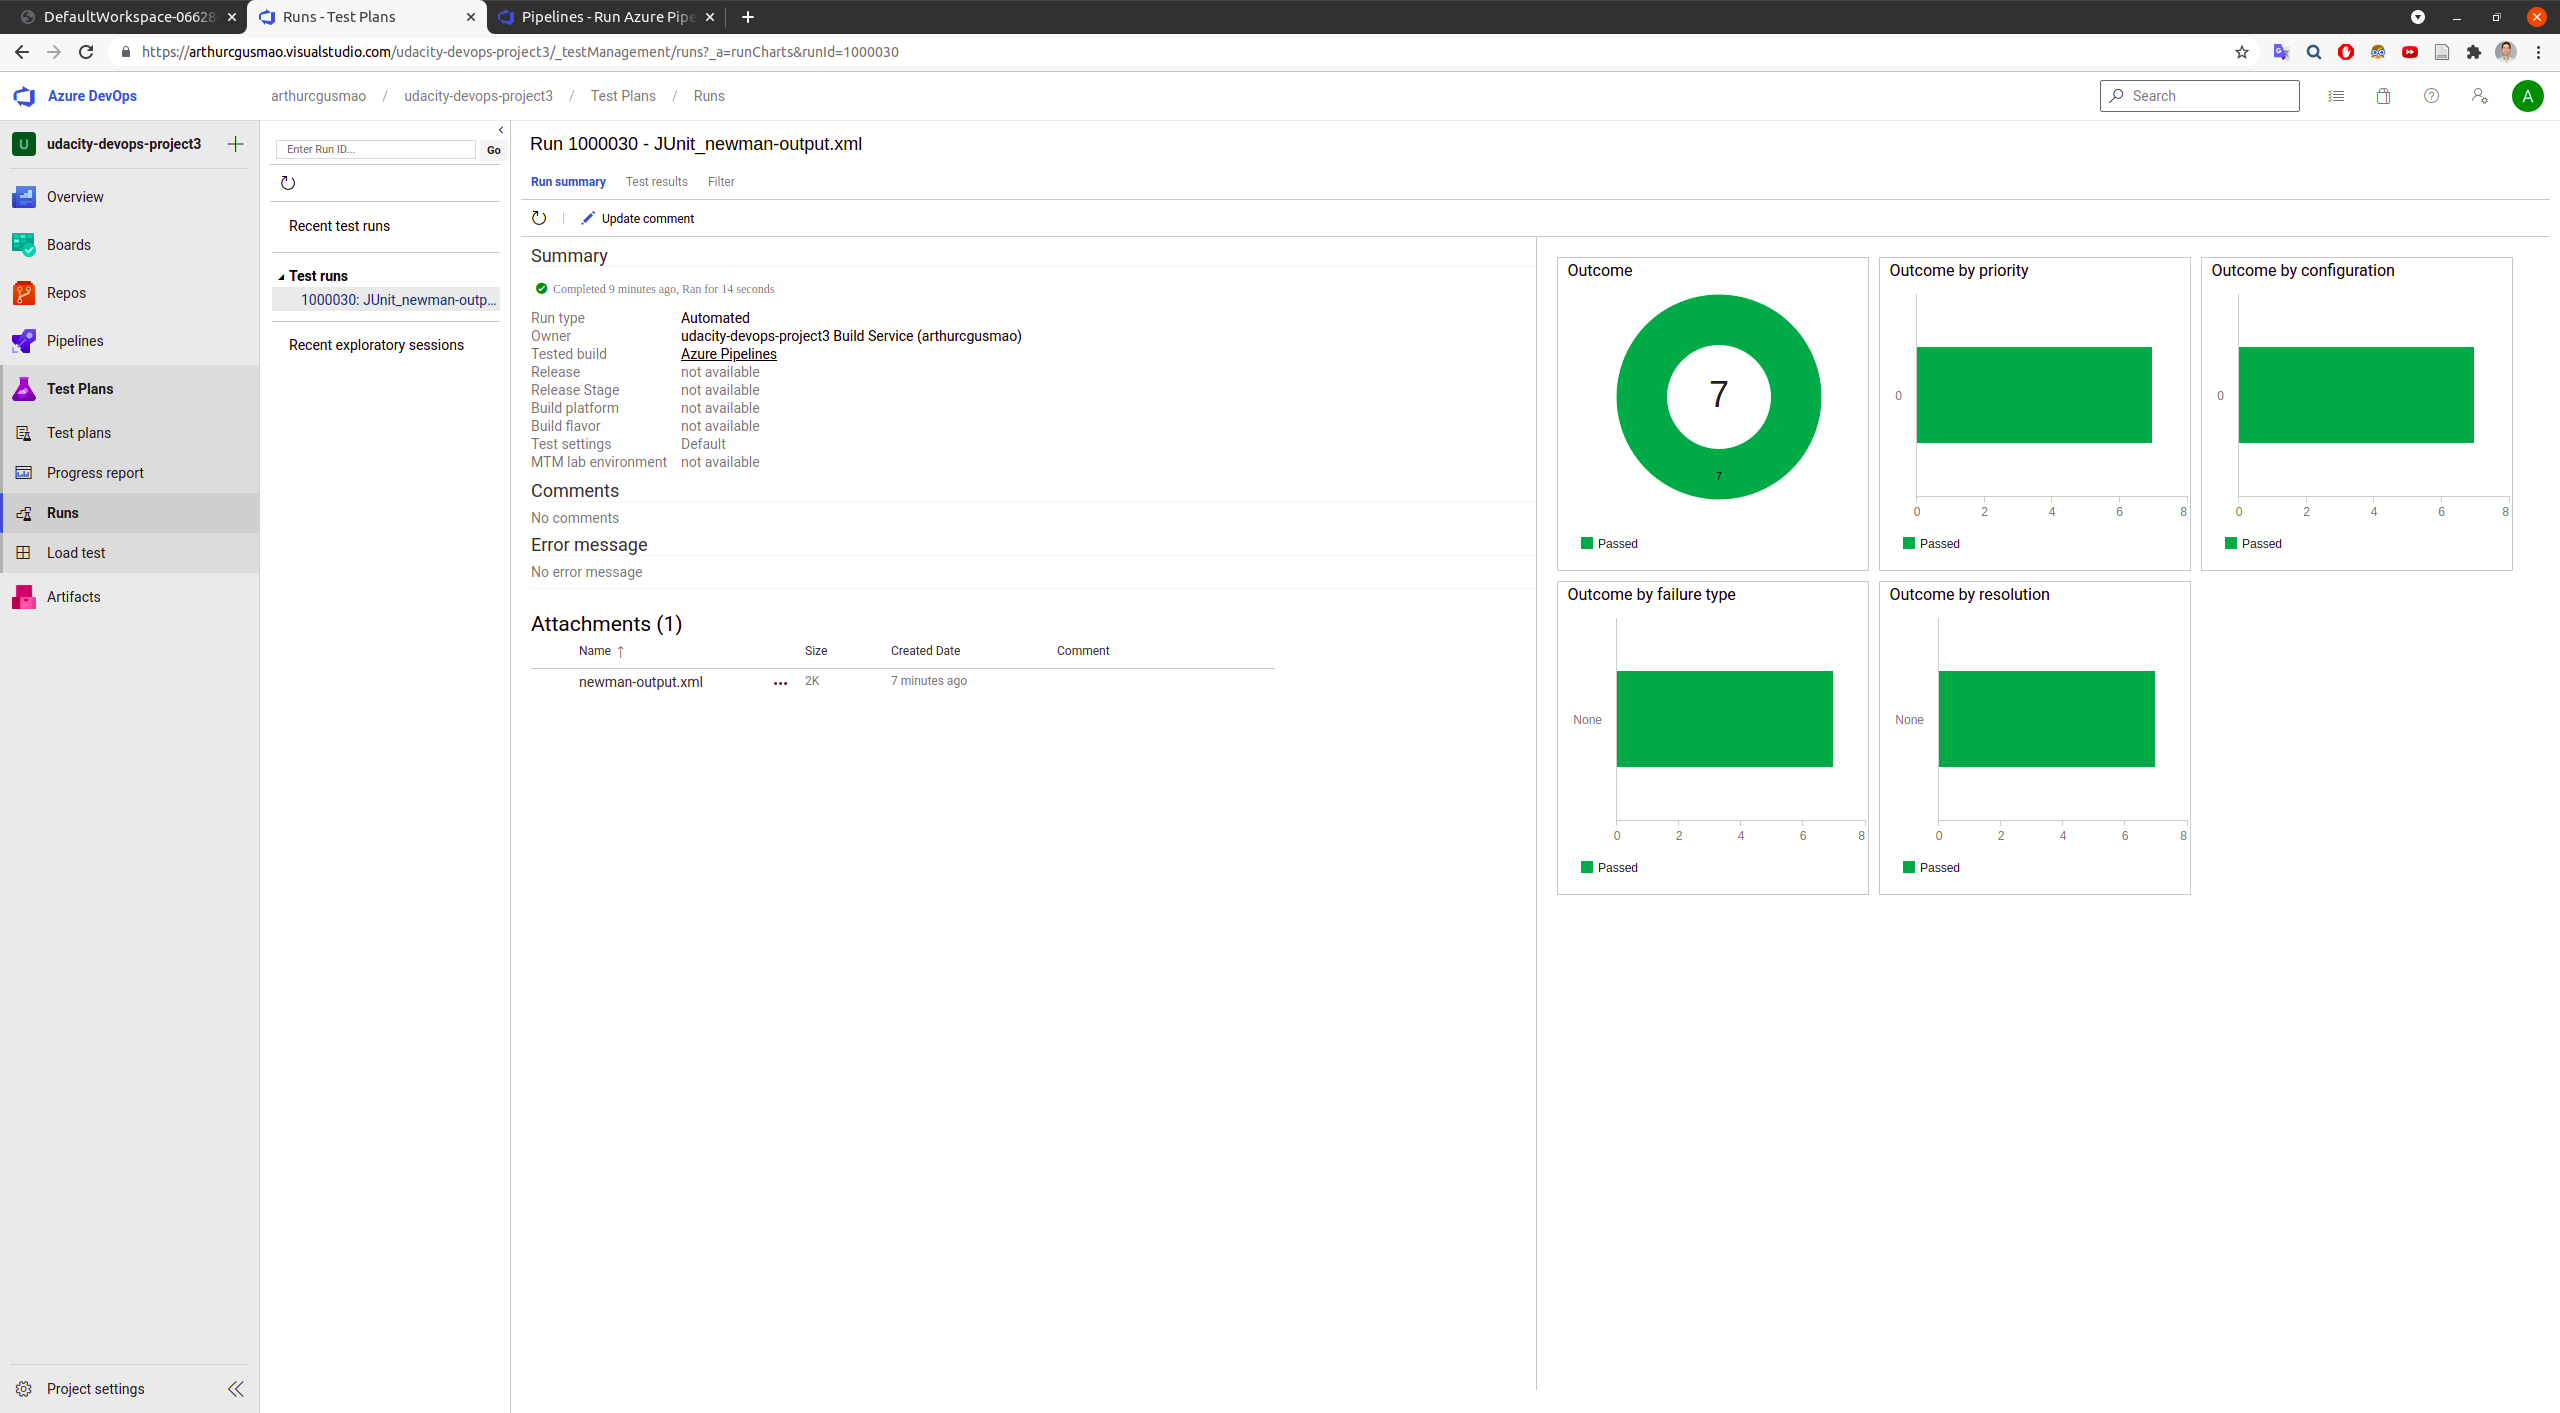 DefaultWorkspace-06628
Runs - Test Plans
Pipelines - Run Azure Pipe
https://arthurcgusmao.visualstudio.com/udacity-devops-project3/_testManagement/runs?_a=runCharts&runId=1000030
Azure DevOps
arthurcgusmao / udacity-devops-project3 / Test Plans / Runs
Search
A
U udacity-devops-project3
Overview
Boards
Repos
Pipelines
Test Plans
Test plans
Progress report
Runs
Load test
Artifacts
Project settings
Enter Run ID...
Go
Recent test runs
Test runs
1000030: JUnit_newman-outp...
Recent exploratory sessions
Run 1000030 - JUnit_newman-output.xml
Run summary Test results Filter
Update comment
Summary
Completed 9 minutes ago, Ran for 14 seconds
Run type Automated
Owner udacity-devops-project3 Build Service (arthurcgusmao)
Tested build Azure Pipelines
Release not available
Release Stage not available
Build platform not available
Build flavor not available
Test settings Default
MTM lab environment not available
Comments
No comments
Error message
No error message
Attachments (1)
Name ↑ Size Created Date Comment
newman-output.xml ... 2K 7 minutes ago
Outcome
7
7
Passed
Outcome by priority
0
0 2 4 6 8
Passed
Outcome by configuration
0
0 2 4 6 8
Passed
Outcome by failure type
None
0 2 4 6 8
Passed
Outcome by resolution
None
0 2 4 6 8
Passed